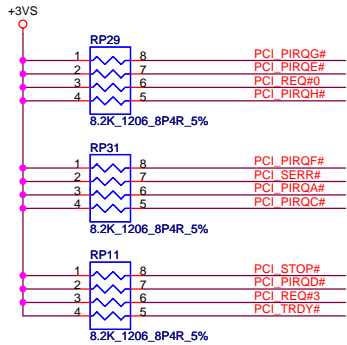 +3VS
RP29
1 8 PCI_PIRQG#
2 7 PCI_PIRQE#
3 6 PCI_REQ#0
4 5 PCI_PIRQH#
8.2K_1206_8P4R_5%
RP31
1 8 PCI_PIRQF#
2 7 PCI_SERR#
3 6 PCI_PIRQA#
4 5 PCI_PIRQC#
8.2K_1206_8P4R_5%
RP11
1 8 PCI_STOP#
2 7 PCI_PIRQD#
3 6 PCI_REQ#3
4 5 PCI_TRDY#
8.2K_1206_8P4R_5%